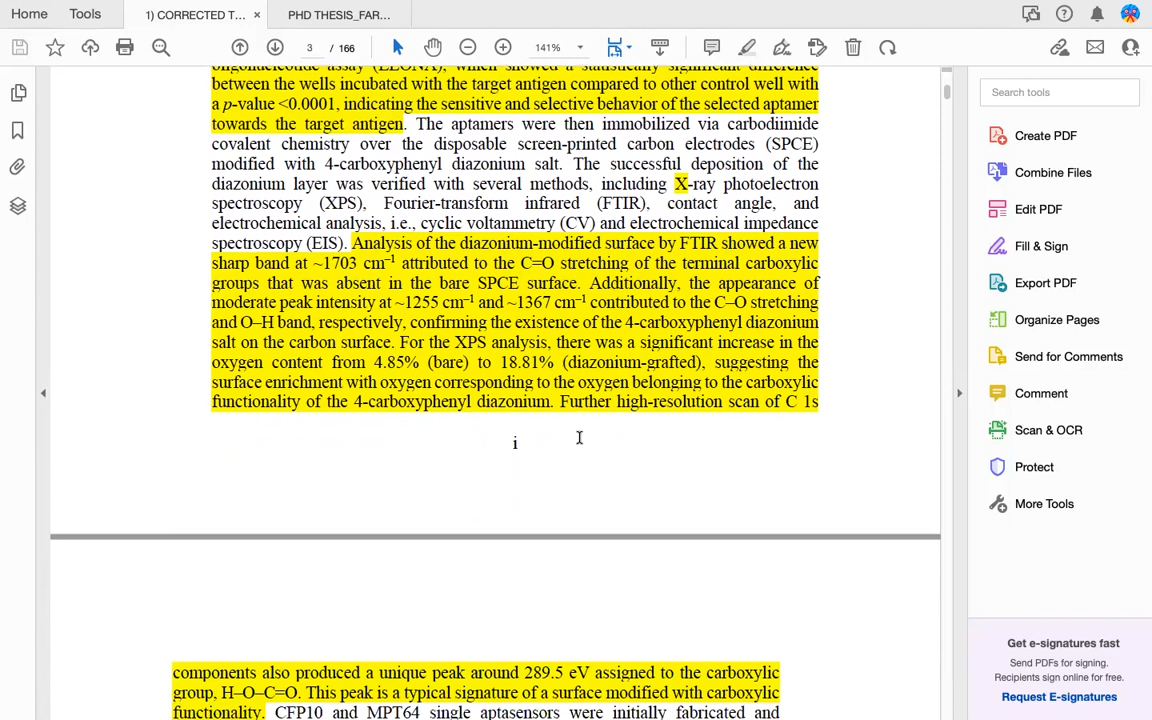 Home
Tools
1) CORRECTED T...
×
PHD THESIS_FAR...
3 / 166
141%
Search tools
oligonucleotide assay (ELONA), which showed a statistically significant difference
between the wells incubated with the target antigen compared to other control well with
a p-value <0.0001, indicating the sensitive and selective behavior of the selected aptamer
towards the target antigen. The aptamers were then immobilized via carbodiimide
covalent chemistry over the disposable screen-printed carbon electrodes (SPCE)
modified with 4-carboxyphenyl diazonium salt. The successful deposition of the
diazonium layer was verified with several methods, including X-ray photoelectron
spectroscopy (XPS), Fourier-transform infrared (FTIR), contact angle, and
electrochemical analysis, i.e., cyclic voltammetry (CV) and electrochemical impedance
spectroscopy (EIS). Analysis of the diazonium-modified surface by FTIR showed a new
sharp band at ~1703 cm⁻¹ attributed to the C=O stretching of the terminal carboxylic
groups that was absent in the bare SPCE surface. Additionally, the appearance of
moderate peak intensity at ~1255 cm⁻¹ and ~1367 cm⁻¹ contributed to the C–O stretching
and O–H band, respectively, confirming the existence of the 4-carboxyphenyl diazonium
salt on the carbon surface. For the XPS analysis, there was a significant increase in the
oxygen content from 4.85% (bare) to 18.81% (diazonium-grafted), suggesting the
surface enrichment with oxygen corresponding to the oxygen belonging to the carboxylic
functionality of the 4-carboxyphenyl diazonium. Further high-resolution scan of C 1s
i
components also produced a unique peak around 289.5 eV assigned to the carboxylic
group, H–O–C=O. This peak is a typical signature of a surface modified with carboxylic
functionality. CFP10 and MPT64 single aptasensors were initially fabricated and
Create PDF
Combine Files
Edit PDF
Fill & Sign
Export PDF
Organize Pages
Send for Comments
Comment
Scan & OCR
Protect
More Tools
Get e-signatures fast
Send PDFs for signing.
Recipients sign online for free.
Request E-signatures